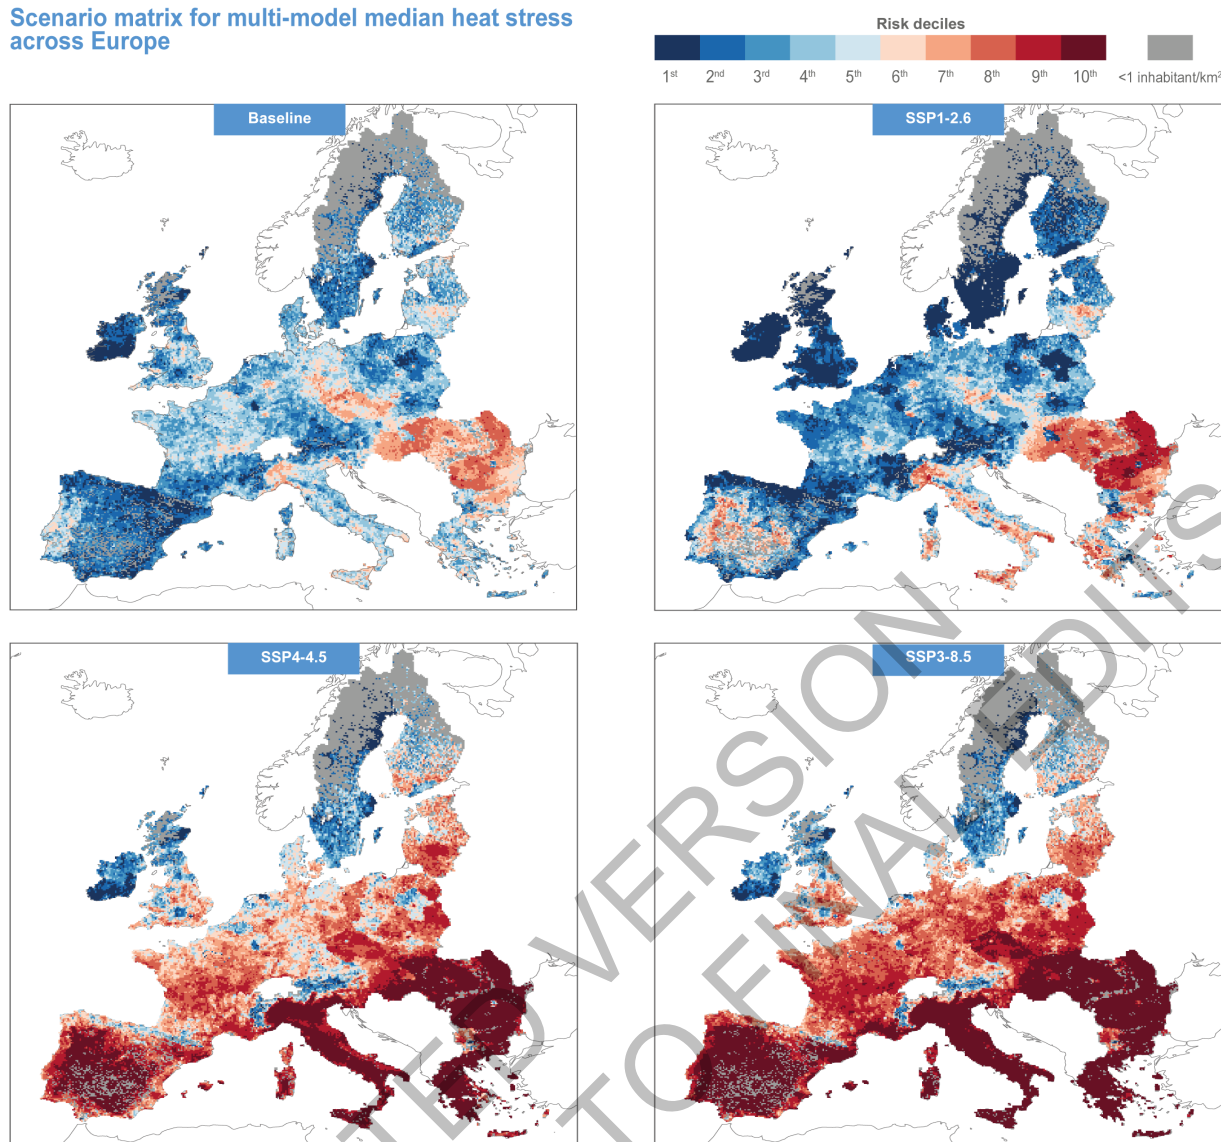 Scenario matrix for multi-model median heat stress
across Europe
Risk deciles
1st 2nd 3rd 4th 5th 6th 7th 8th 9th 10th <1 inhabitant/km²
Baseline
SSP1-2.6
SSP4-4.5
SSP3-8.5
TED VERSION
TO FINAL EDITS